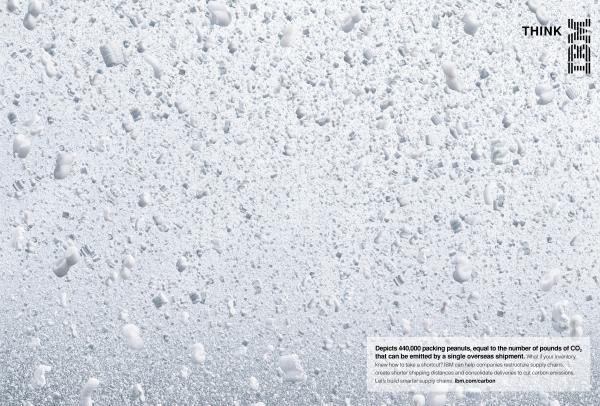 THINK
IBM
Depicts 440,000 packing peanuts, equal to the number of pounds of CO₂
that can be emitted by a single overseas shipment. What if your inventory
knew how to take a shortcut? IBM can help companies restructure supply chains,
create shorter shipping distances and consolidate deliveries to cut carbon emissions.
Let's build smarter supply chains. ibm.com/carbon